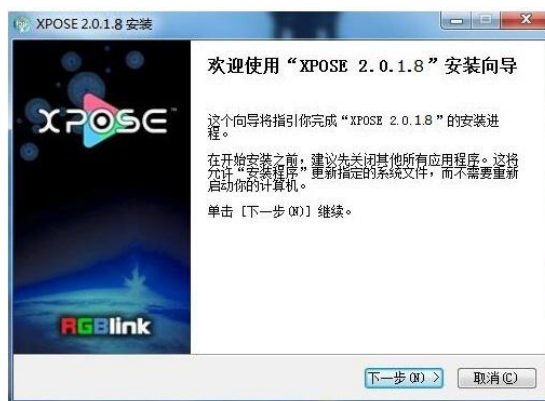 XPOSE 2.0.1.8 安装
XPOSE™
欢迎使用“XPOSE 2.0.1.8”安装向导
这个向导将指引你完成“XPOSE 2.0.1.8”的安装进
程。
在开始安装之前，建议先关闭其他所有应用程序。这将
允许“安装程序”更新指定的系统文件，而不需要重新
启动你的计算机。
单击 [下一步(N)] 继续。
RGBlink
下一步(N) >
取消(C)